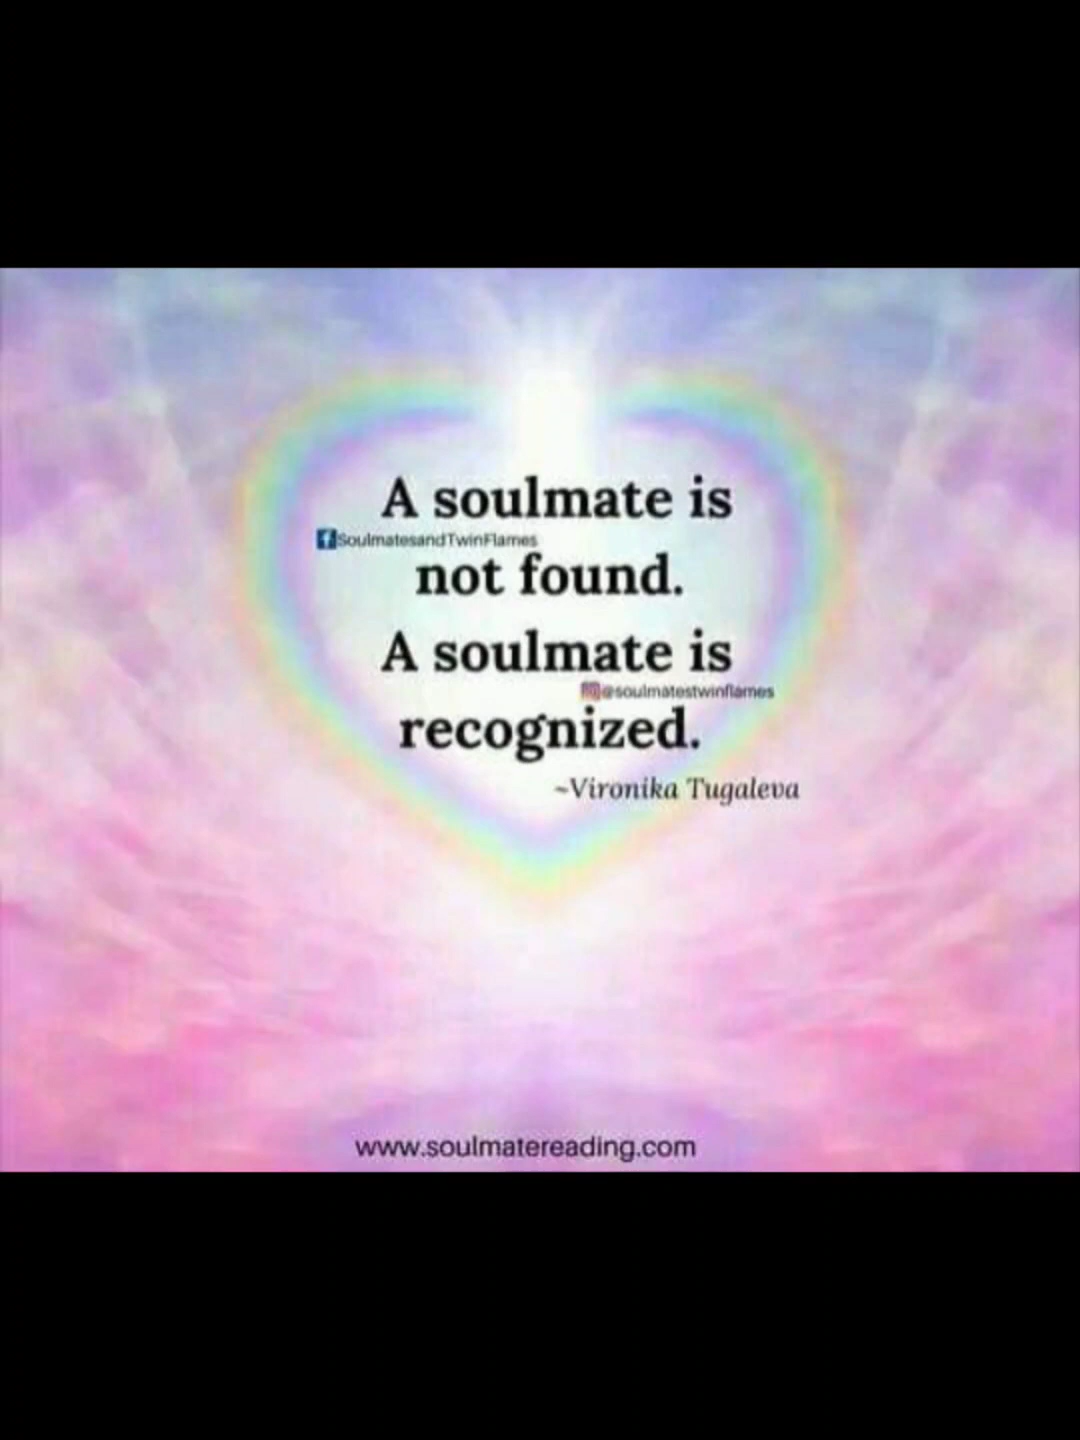 A soulmate is
SoulmatesandTwinFlames
not found.
A soulmate is
@soulmatestwinflames
recognized.
~Vironika Tugaleva
www.soulmatereading.com